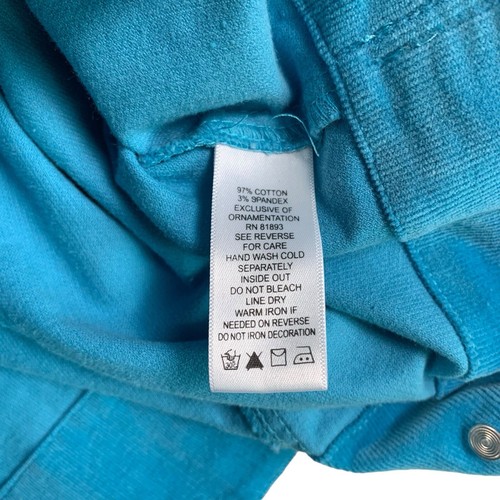 97% COTTON
3% SPANDEX
EXCLUSIVE OF
ORNAMENTATION
RN 81893
SEE REVERSE
FOR CARE
HAND WASH COLD
SEPARATELY
INSIDE OUT
DO NOT BLEACH
LINE DRY
WARM IRON IF
NEEDED ON REVERSE
DO NOT IRON DECORATION